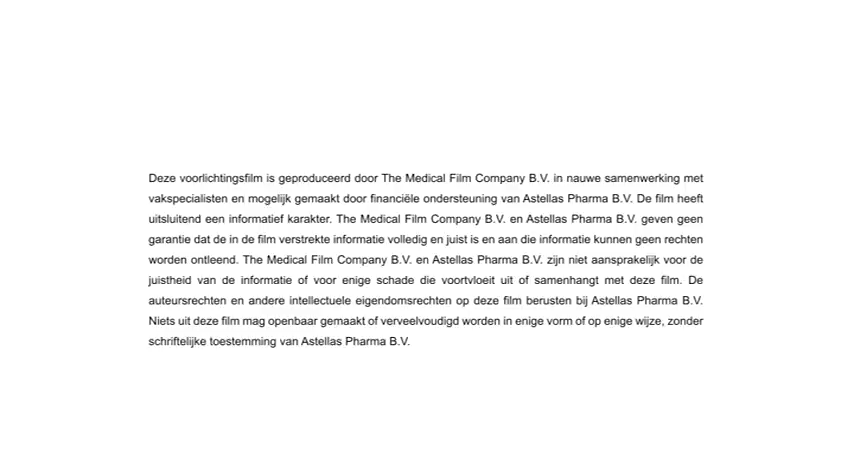 Deze voorlichtingsfilm is geproduceerd door The Medical Film Company B.V. in nauwe samenwerking met
vakspecialisten en mogelijk gemaakt door financiële ondersteuning van Astellas Pharma B.V. De film heeft
uitsluitend een informatief karakter. The Medical Film Company B.V. en Astellas Pharma B.V. geven geen
garantie dat de in de film verstrekte informatie volledig en juist is en aan die informatie kunnen geen rechten
worden ontleend. The Medical Film Company B.V. en Astellas Pharma B.V. zijn niet aansprakelijk voor de
juistheid van de informatie of voor enige schade die voortvloeit uit of samenhangt met deze film. De
auteursrechten en andere intellectuele eigendomsrechten op deze film berusten bij Astellas Pharma B.V.
Niets uit deze film mag openbaar gemaakt of verveelvoudigd worden in enige vorm of op enige wijze, zonder
schriftelijke toestemming van Astellas Pharma B.V.